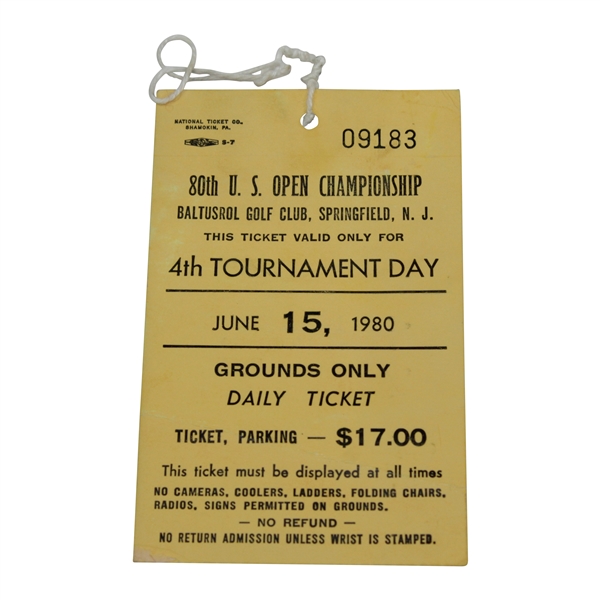 NATIONAL TICKET CO.
SHAMOKIN, PA.
S-7
09183
80th U. S. OPEN CHAMPIONSHIP
BALTUSROL GOLF CLUB, SPRINGFIELD, N. J.
THIS TICKET VALID ONLY FOR
4th TOURNAMENT DAY
JUNE 15, 1980
GROUNDS ONLY
DAILY TICKET
TICKET, PARKING — $17.00
This ticket must be displayed at all times
NO CAMERAS, COOLERS, LADDERS, FOLDING CHAIRS,
RADIOS, SIGNS PERMITTED ON GROUNDS.
— NO REFUND —
NO RETURN ADMISSION UNLESS WRIST IS STAMPED.